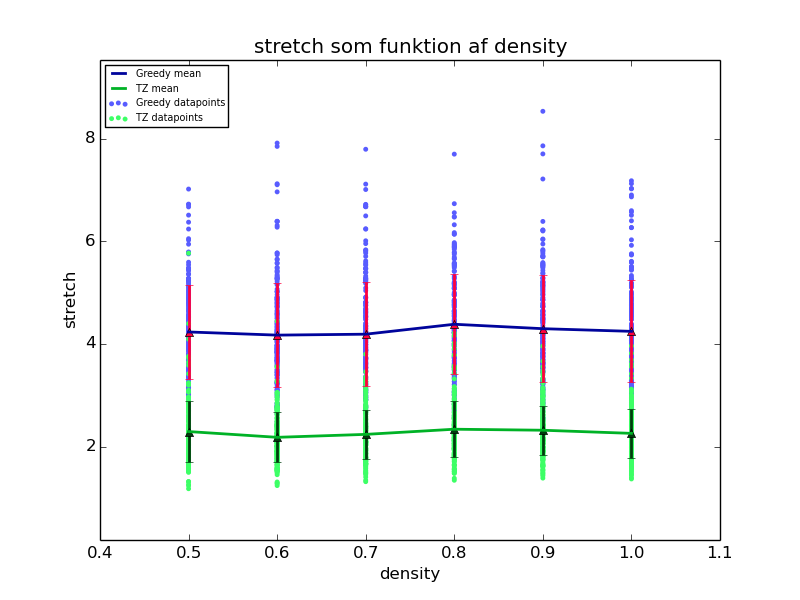 stretch som funktion af density
Greedy mean
TZ mean
Greedy datapoints
TZ datapoints
8
6
4
2
stretch
0.4 0.5 0.6 0.7 0.8 0.9 1.0 1.1
density